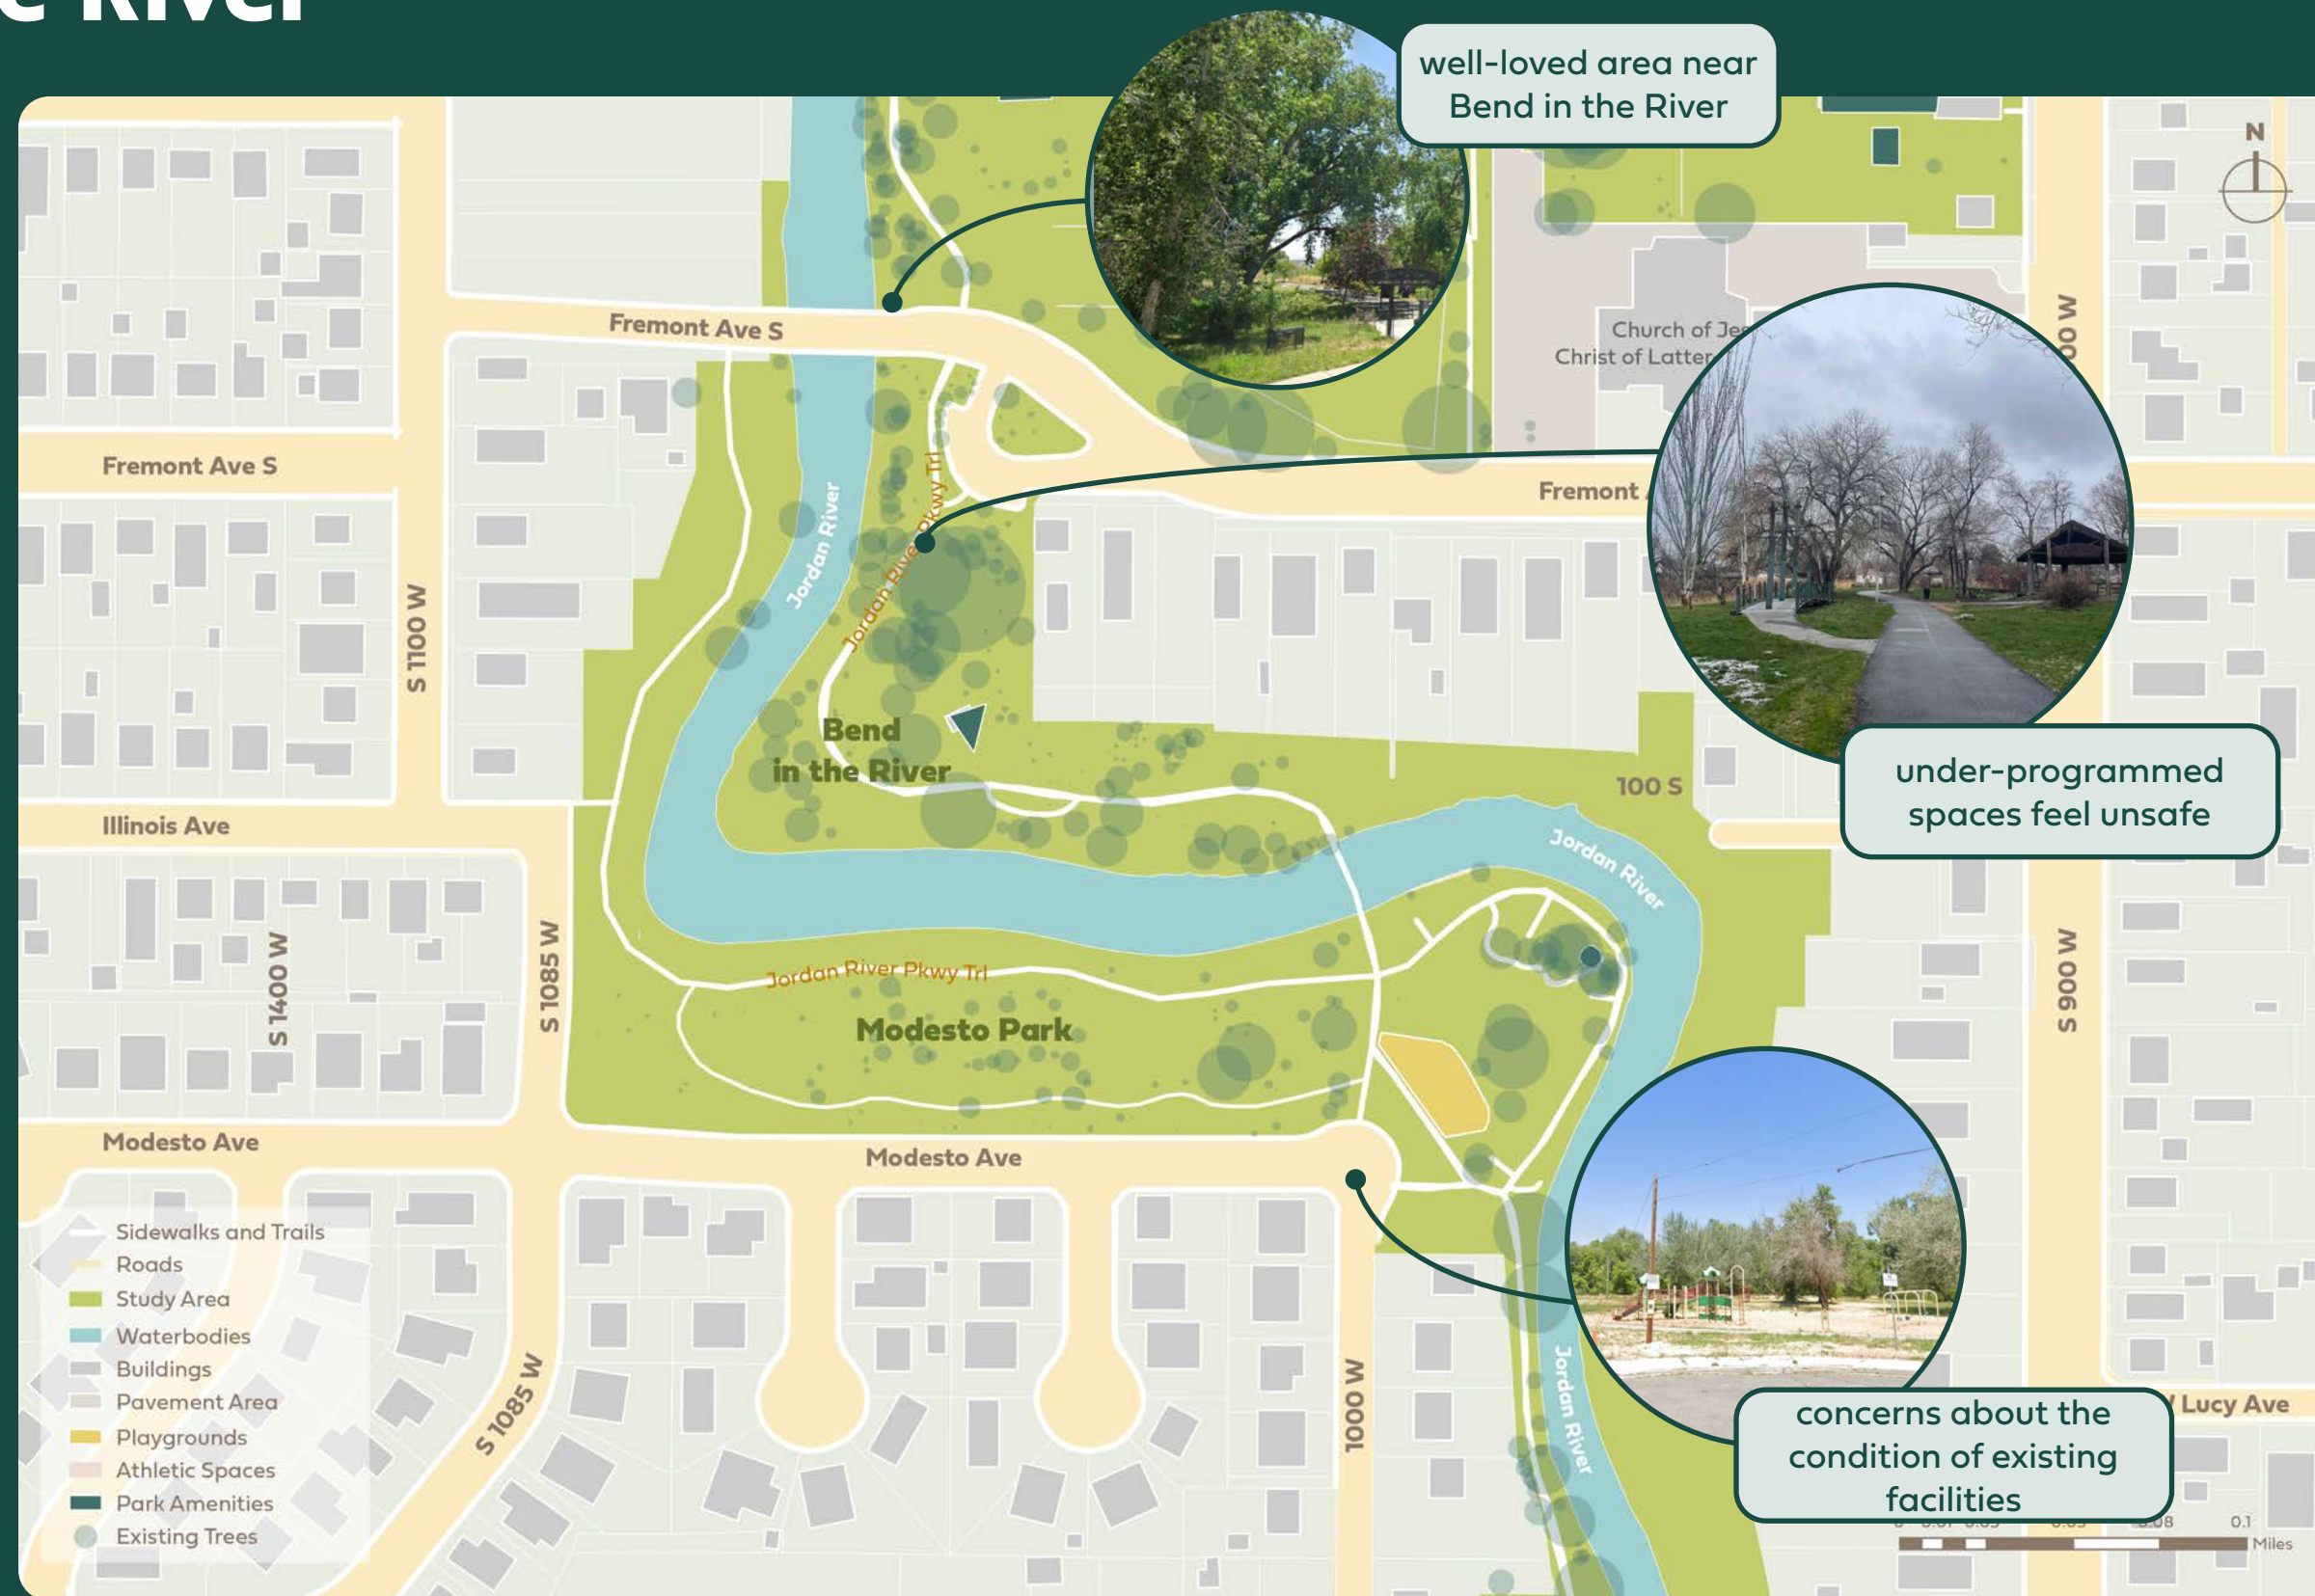 River
well-loved area near
Bend in the River
N
Church of
Christ of Latter
Fremont Ave S
Fremont Ave S
Fremont
Jordan River Pkwy Trl
Jordan River
S 1100 W
under-programmed
spaces feel unsafe
Bend
in the River
100 S
Illinois Ave
Jordan River
S 1400 W
S 1085 W
S 900 W
Jordan River Pkwy Trl
Modesto Park
Modesto Ave
Modesto Ave
Sidewalks and Trails
Roads
Study Area
Waterbodies
Buildings
Pavement Area
Playgrounds
Athletic Spaces
Park Amenities
Existing Trees
S 1085 W
1000 W
Jordan River
concerns about the
condition of existing
facilities
Lucy Ave
0.1
Miles